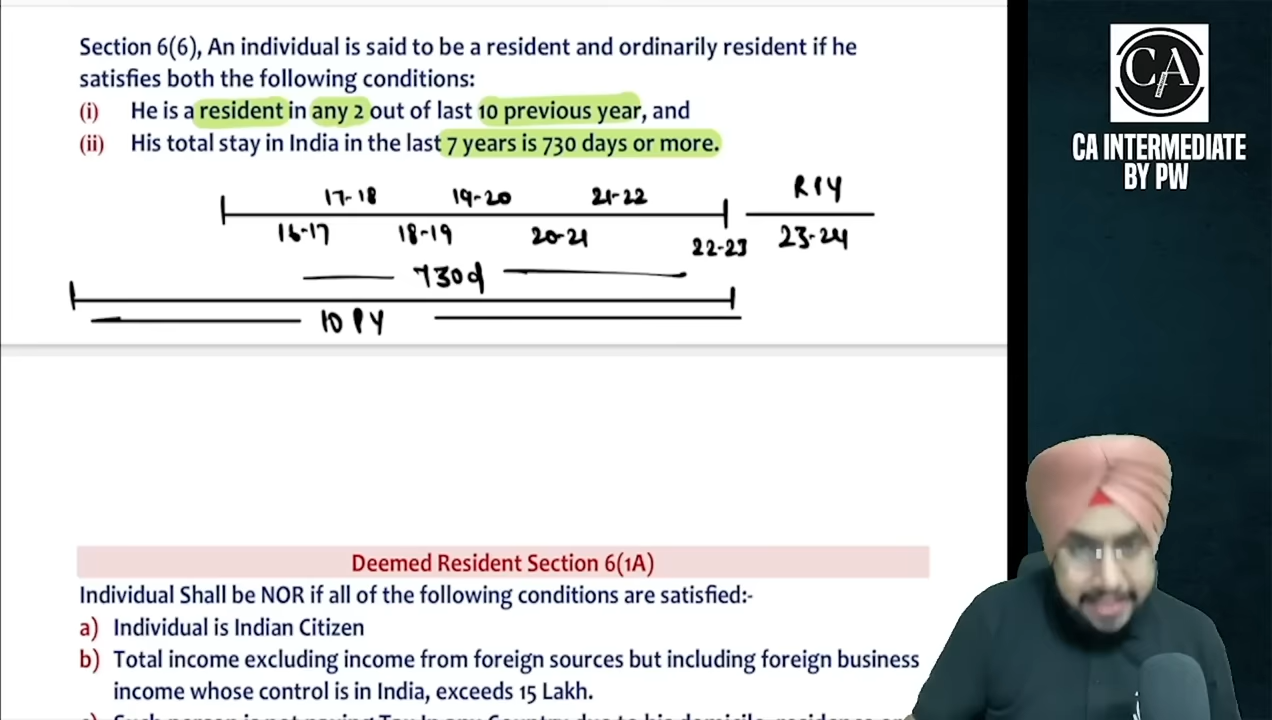 Section 6(6), An individual is said to be a resident and ordinarily resident if he
satisfies both the following conditions:
(i) He is a resident in any 2 out of last 10 previous year, and
(ii) His total stay in India in the last 7 years is 730 days or more.
17-18 19-20 21-22 RPY
16-17 18-19 20-21 22-23 23-24
730d
10 PY
Deemed Resident Section 6(1A)
Individual Shall be NOR if all of the following conditions are satisfied:-
a) Individual is Indian Citizen
b) Total income excluding income from foreign sources but including foreign business
income whose control is in India, exceeds 15 Lakh.
CA
CA INTERMEDIATE
BY PW